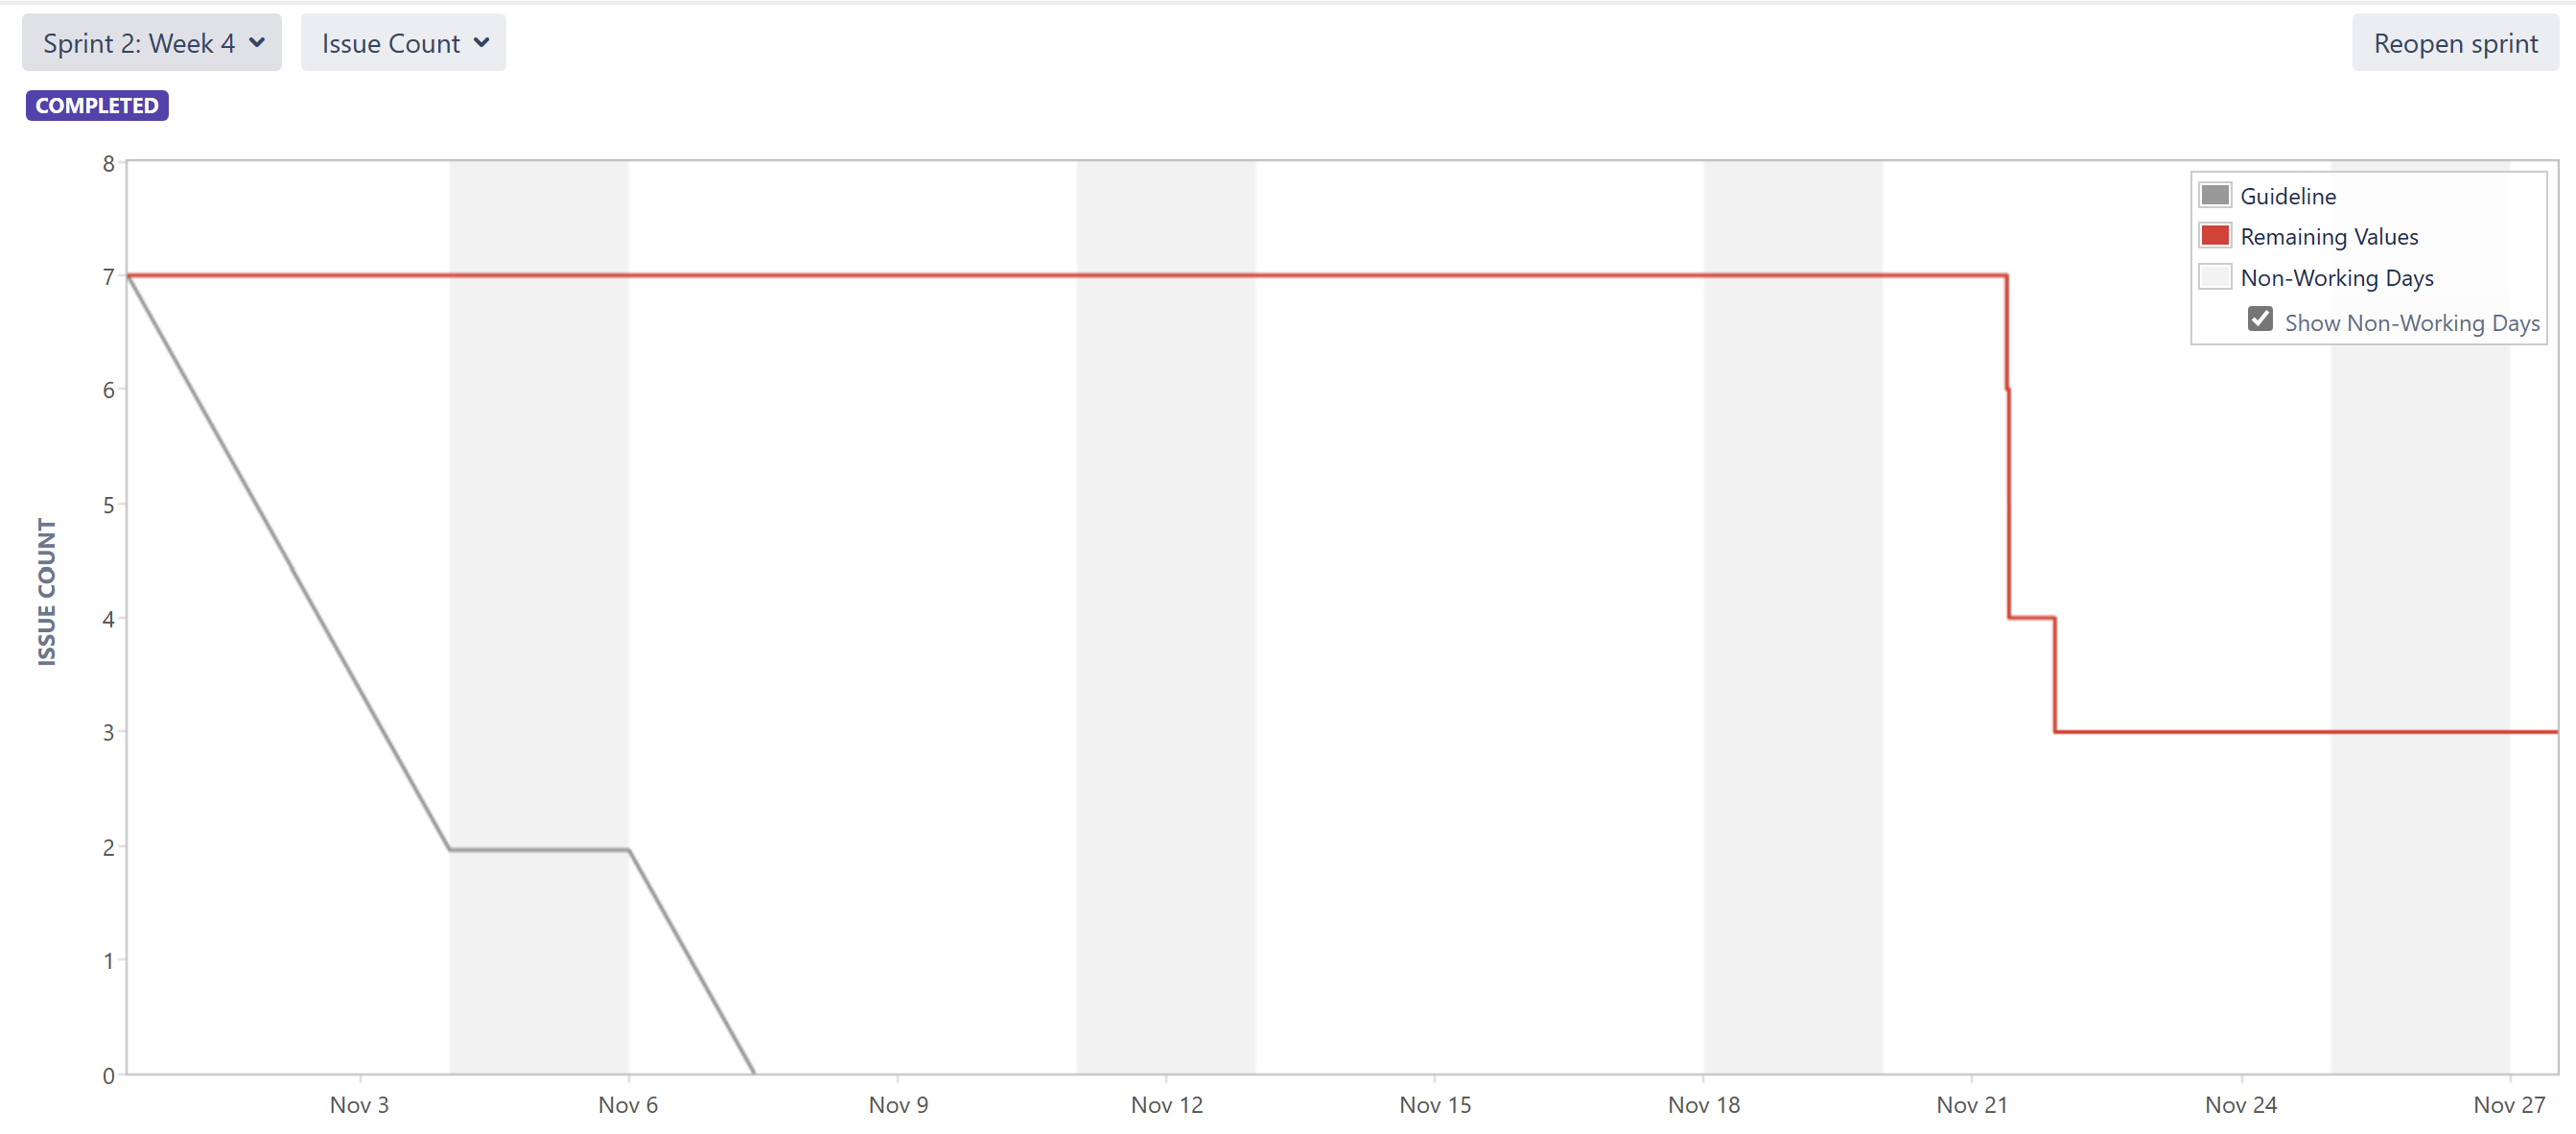 Sprint 2: Week 4
Issue Count
Reopen sprint
COMPLETED
8
7
6
5
4
3
2
1
0
ISSUE COUNT
Guideline
Remaining Values
Non-Working Days
Show Non-Working Days
Nov 3
Nov 6
Nov 9
Nov 12
Nov 15
Nov 18
Nov 21
Nov 24
Nov 27